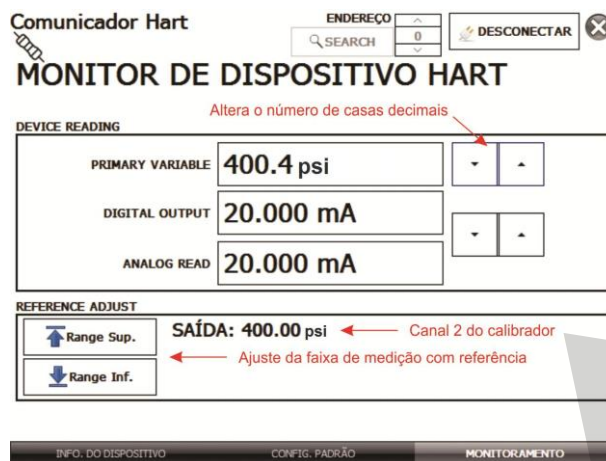 Comunicador Hart
ENDEREÇO
SEARCH
0
DESCONECTAR
MONITOR DE DISPOSITIVO HART
Altera o número de casas decimais
DEVICE READING
PRIMARY VARIABLE 400.4 psi
DIGITAL OUTPUT 20.000 mA
ANALOG READ 20.000 mA
REFERENCE ADJUST
Range Sup.
SAÍDA: 400.00 psi
Canal 2 do calibrador
Ajuste da faixa de medição com referência
Range Inf.
INFO. DO DISPOSITIVO CONFIG. PADRÃO MONITORAMENTO